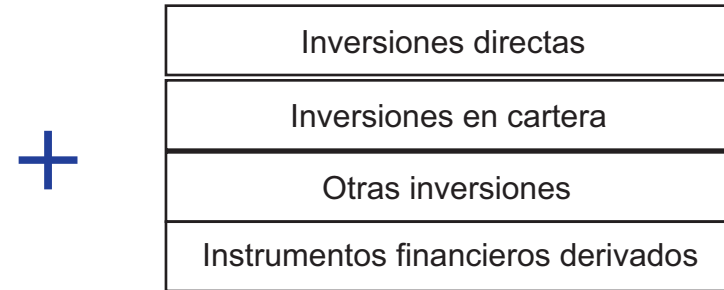 Inversiones directas
Inversiones en cartera
+
Otras inversiones
Instrumentos financieros derivados